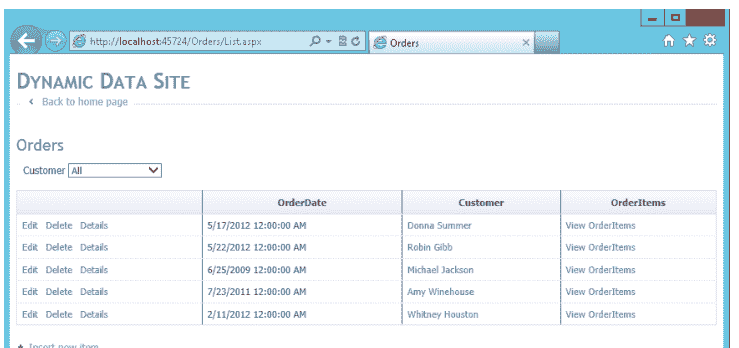 http://localhost:45724/Orders/List.aspx
Orders
DYNAMIC DATA SITE
Back to home page
Orders
Customer All
OrderDate Customer OrderItems
Edit Delete Details 5/17/2012 12:00:00 AM Donna Summer View OrderItems
Edit Delete Details 5/22/2012 12:00:00 AM Robin Gibb View OrderItems
Edit Delete Details 6/25/2009 12:00:00 AM Michael Jackson View OrderItems
Edit Delete Details 7/23/2011 12:00:00 AM Amy Winehouse View OrderItems
Edit Delete Details 2/11/2012 12:00:00 AM Whitney Houston View OrderItems
Insert new item